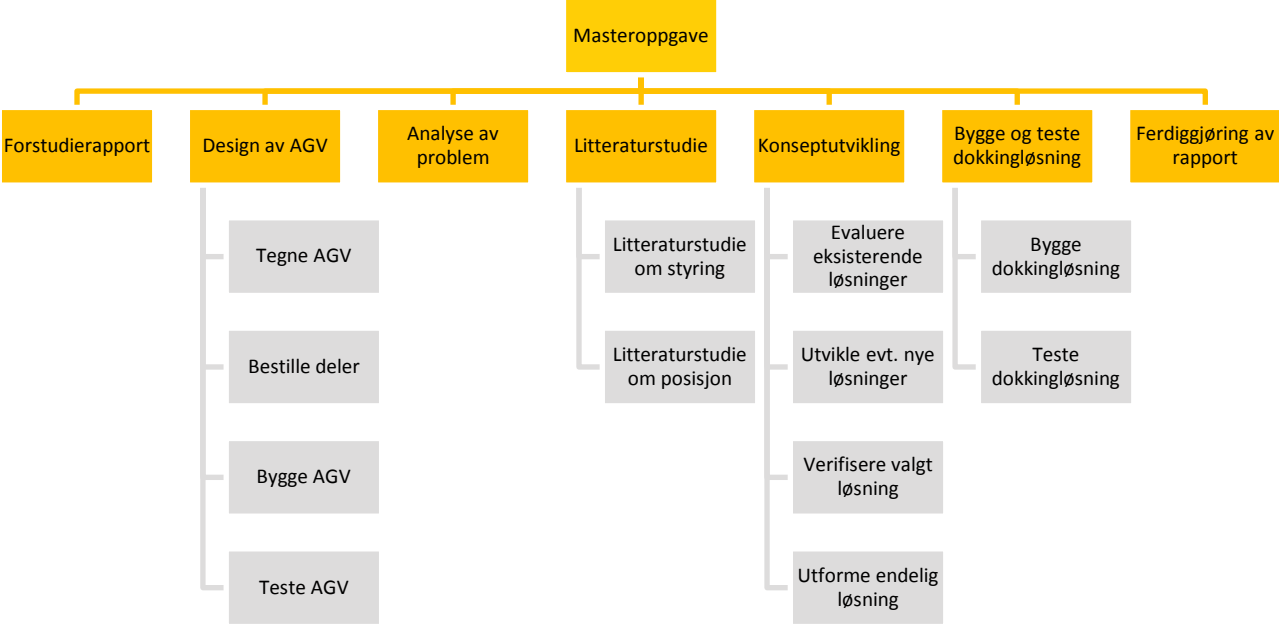 Masteroppgave
Forstudierapport
Design av AGV
Analyse av
problem
Litteraturstudie
Konseptutvikling
Bygge og teste
dokkingløsning
Ferdiggjøring av
rapport
Tegne AGV
Bestille deler
Bygge AGV
Teste AGV
Litteraturstudie
om styring
Litteraturstudie
om posisjon
Evaluere
eksisterende
løsninger
Utvikle evt. nye
løsninger
Verifisere valgt
løsning
Utforme endelig
løsning
Bygge
dokkingløsning
Teste
dokkingløsning